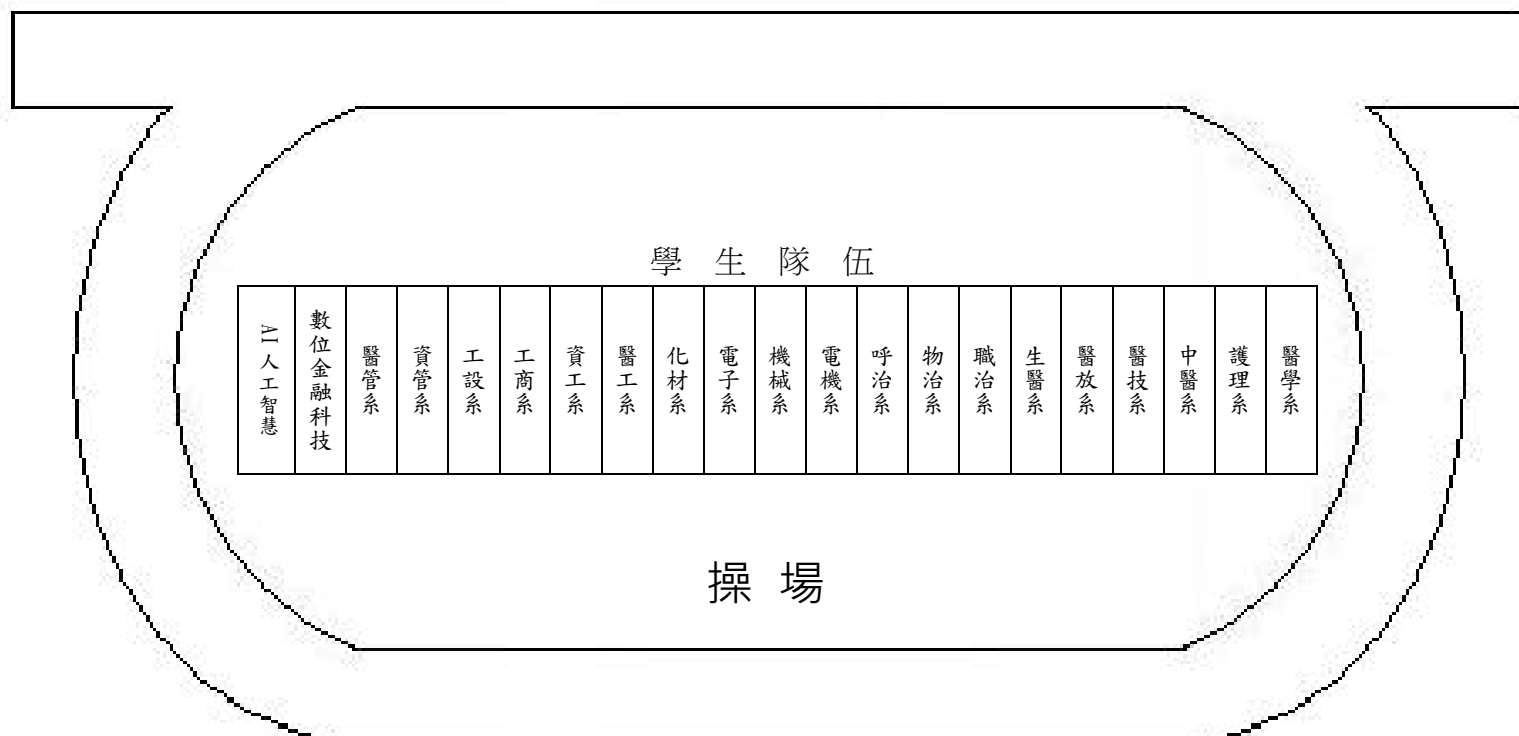 學生隊伍
AI人工智慧
數位金融科技
醫管系
資管系
工設系
工商系
資工系
醫工系
化材系
電子系
機械系
電機系
呼治系
物治系
職治系
生醫系
醫放系
醫技系
中醫系
護理系
醫學系
操場